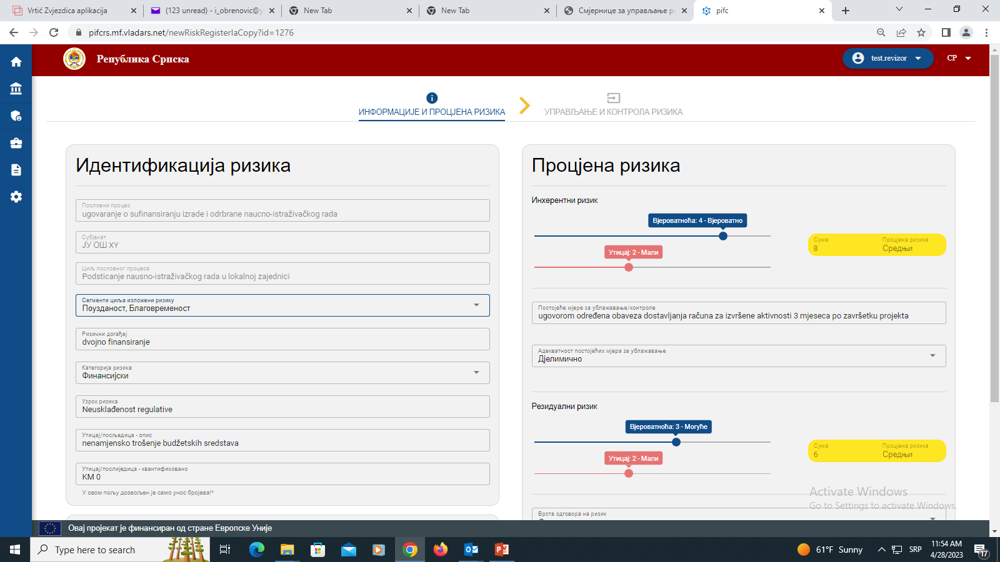 Vrtić Zvjezdica aplikacija
(123 unread) - i_obrenovic@y
New Tab
New Tab
Смјернице за управљање ри
pifc
pifcrs.mf.vladars.net/newRiskRegisterIaCopy?id=1276
Република Српска
test.revizor
СР
ИНФОРМАЦИЈЕ И ПРОЦЈЕНА РИЗИКА
УПРАВЉАЊЕ И КОНТРОЛА РИЗИКА
Идентификација ризика
Пословни процес
ugovaranje o sufinansiranju izrade i odrbrane naucno-istraživačkog rada
Субјекат
ЈУ ОШ XY
Циљ пословног процеса
Podsticanje nausno-istraživačkog rada u lokalnoj zajednici
Сегменти циља изложени ризику
Поузданост, Благовременост
Ризични догађај
dvojno finansiranje
Категорија ризика
Финансијски
Узрок ризика
Neusklađenost regulative
Утицај/посљедица - опис
nenamjensko trošenje budžetskih sredstava
Утицај/послиједица - квантификовано
КМ 0
У овом пољу дозвољен је само унос бројева!*
Процјена ризика
Инхерентни ризик
Вјероватноћа: 4 - Вјероватно
Утицај: 2 - Мали
Сума
8
Процјена ризика
Средњи
Постојеће мјере за ублажавање/контроле
ugovorom određena obaveza dostavljanja računa za izvršene aktivnosti 3 mjeseca po završetku projekta
Адекватност постојећих мјера за ублажавање
Дјелимично
Резидуални ризик
Вјероватноћа: 3 - Могуће
Утицај: 2 - Мали
Сума
6
Процјена ризика
Средњи
Врста одговора на ризик
Activate Windows
Go to Settings to activate Windows.
Овај пројекат је финансиран од стране Европске Уније
Type here to search
61°F Sunny
SRP
11:54 AM
4/28/2023
17